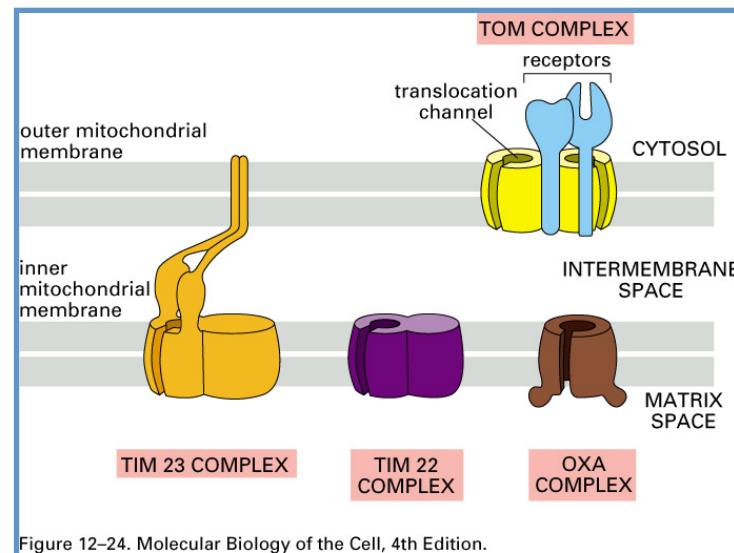 TOM COMPLEX
receptors
translocation
channel
outer mitochondrial
membrane
CYTOSOL
inner
mitochondrial
membrane
INTERMEMBRANE
SPACE
MATRIX
SPACE
TIM 23 COMPLEX
TIM 22
COMPLEX
OXA
COMPLEX
Figure 12–24. Molecular Biology of the Cell, 4th Edition.